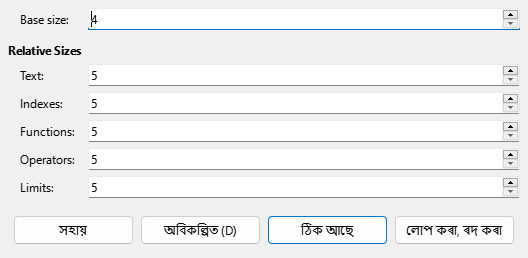 Base size: 4
Relative Sizes
Text: 5
Indexes: 5
Functions: 5
Operators: 5
Limits: 5
সহায় অবিকল্পিত (D) ঠিক আছে লোপ কৰা, ৰদ কৰা